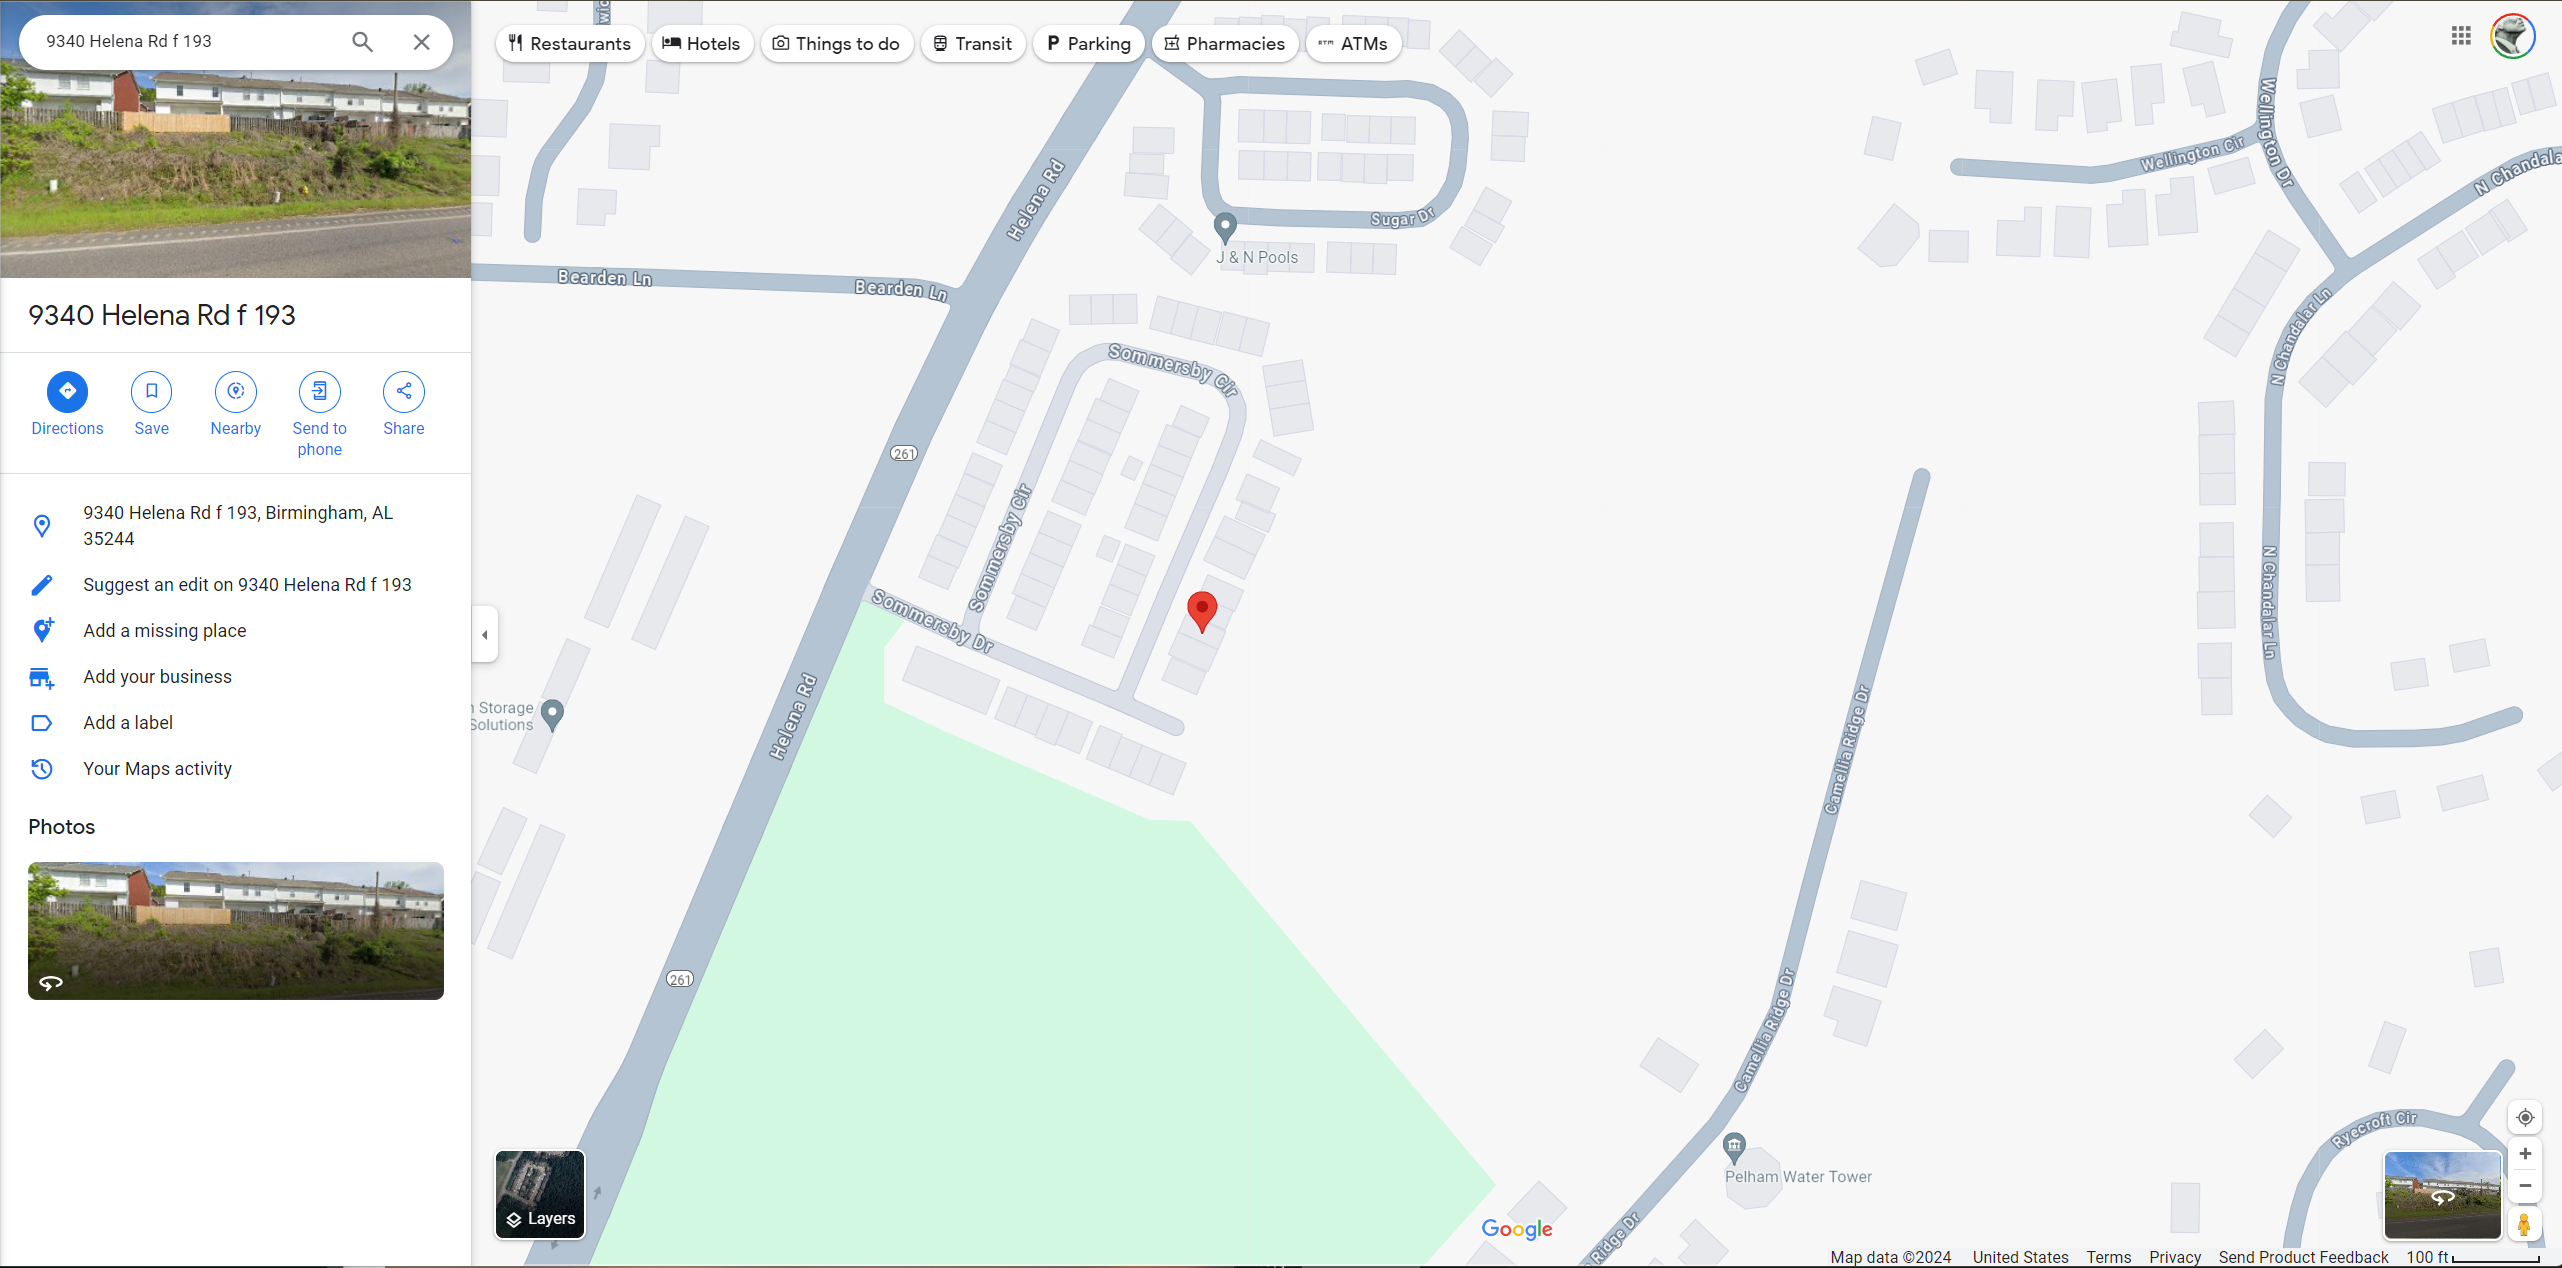 9340 Helena Rd f 193
Restaurants
Hotels
Things to do
Transit
Parking
Pharmacies
ATMs
9340 Helena Rd f 193
Directions
Save
Nearby
Send to
phone
Share
9340 Helena Rd f 193, Birmingham, AL
35244
Suggest an edit on 9340 Helena Rd f 193
Add a missing place
Add your business
Add a label
Your Maps activity
Photos
Helena Rd
Bearden Ln
Bearden Ln
Sugar Dr
J & N Pools
Wellington Cir
Wellington Dr
N Chandala
N Chandalar Ln
N Chandalar Ln
Sommersby Cir
Sommersby Cir
Sommersby Dr
261
Helena Rd
n Storage
Solutions
261
Camellia Ridge Dr
Camellia Ridge Dr
Ridge Dr
Pelham Water Tower
Ryecroft Cir
Layers
Google
Map data ©2024 United States Terms Privacy Send Product Feedback 100 ft